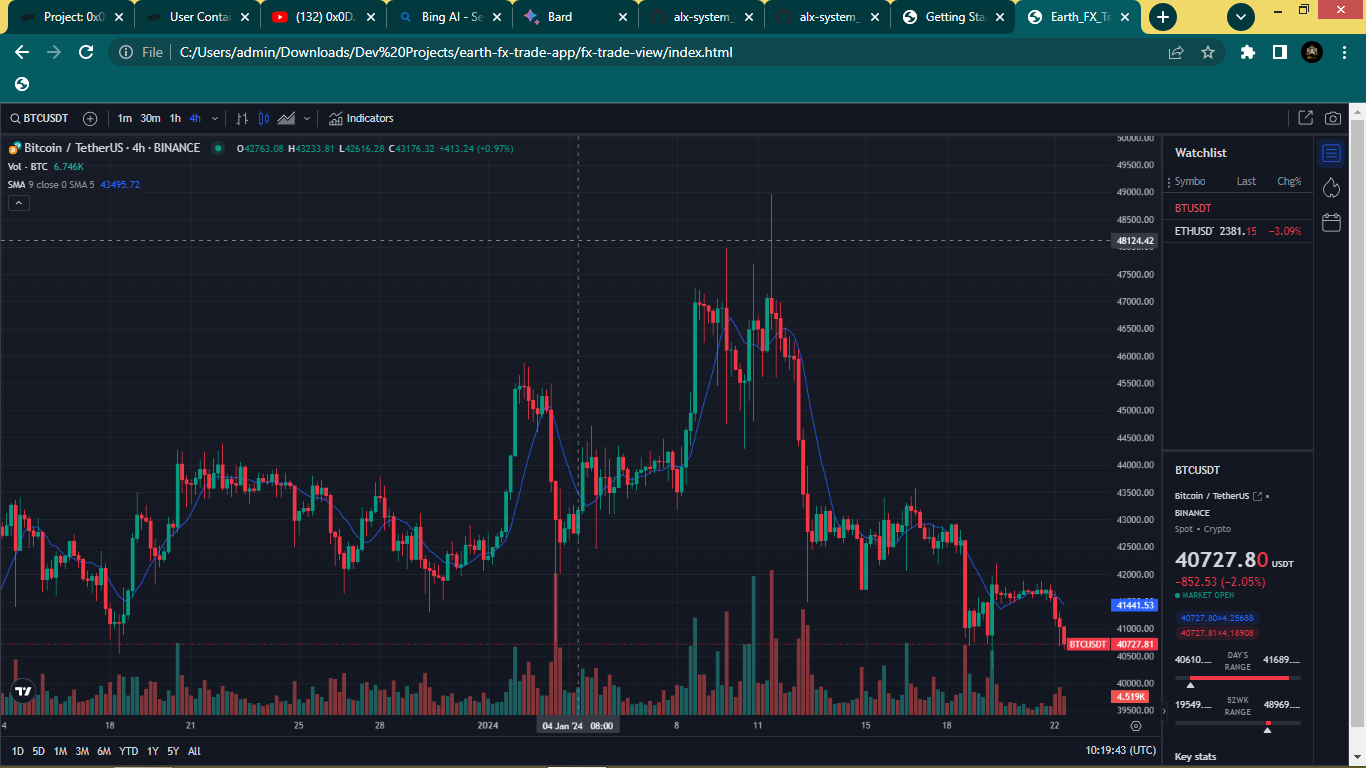 Project: 0x0
User Contai
(132) 0x0D.
Bing AI - Se
Bard
alx-system_
alx-system_
Getting Sta
Earth_FX_Tr
File
C:/Users/admin/Downloads/Dev%20Projects/earth-fx-trade-app/fx-trade-view/index.html
BTCUSDT 1m 30m 1h 4h Indicators
Bitcoin / TetherUS · 4h · BINANCE O42763.08 H43233.81 L42616.28 C43176.32 +413.24 (+0.97%)
Vol - BTC 6.746K
SMA 9 close 0 SMA 5 43495.72
50000.00
49500.00
49000.00
48500.00
48124.42
47500.00
47000.00
46500.00
46000.00
45500.00
45000.00
44500.00
44000.00
43500.00
43000.00
42500.00
42000.00
41441.53
41000.00
BTCUSDT 40727.81
40500.00
40000.00
4.519K
39500.00
4 18 21 25 28 2024 04 Jan '24 08:00 8 11 15 18 22
1D 5D 1M 3M 6M YTD 1Y 5Y All
10:19:43 (UTC)
Watchlist
Symbo Last Chg%
BTUSDT
ETHUSDT 2381.15 −3.09%
BTCUSDT
Bitcoin / TetherUS
BINANCE
Spot • Crypto
40727.80 USDT
−852.53 (−2.05%)
MARKET OPEN
40727.80×4.25688
40727.81×4.18908
40610.... DAY'S RANGE 41689....
19549.... 52WK RANGE 48969....
Key stats